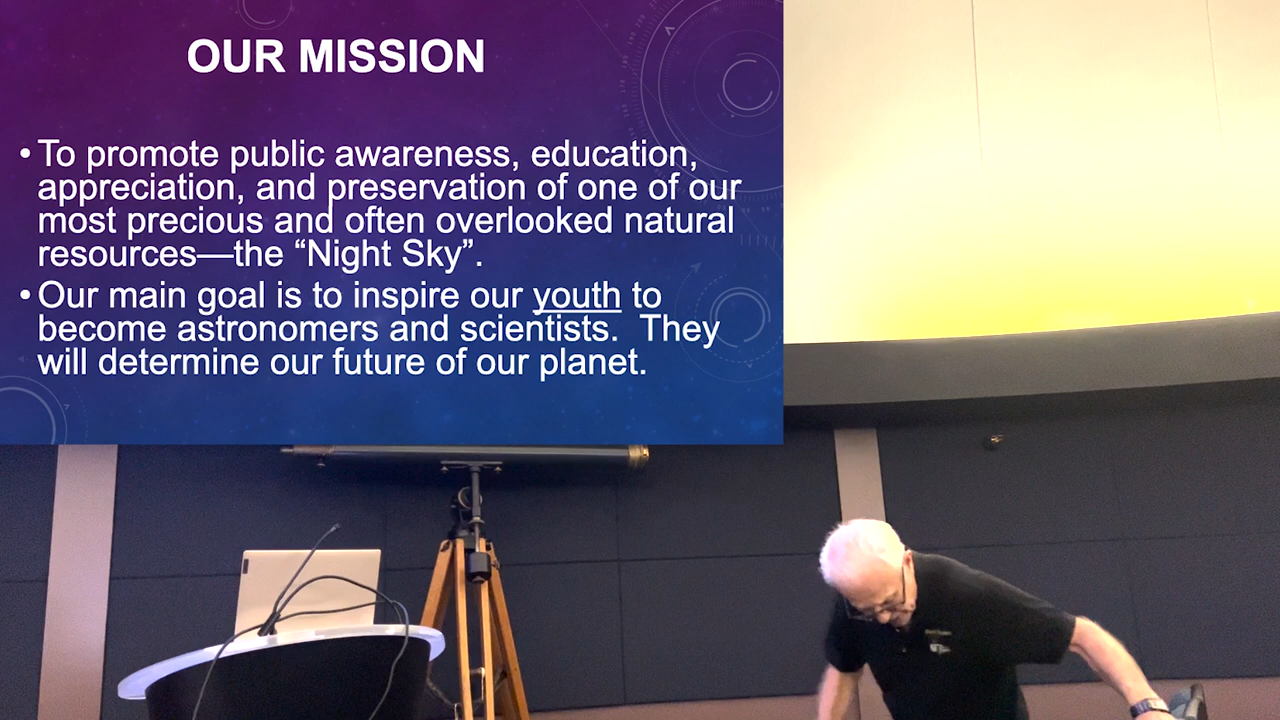 OUR MISSION
• To promote public awareness, education,
appreciation, and preservation of one of our
most precious and often overlooked natural
resources—the “Night Sky”.
• Our main goal is to inspire our youth to
become astronomers and scientists.  They
will determine our future of our planet.